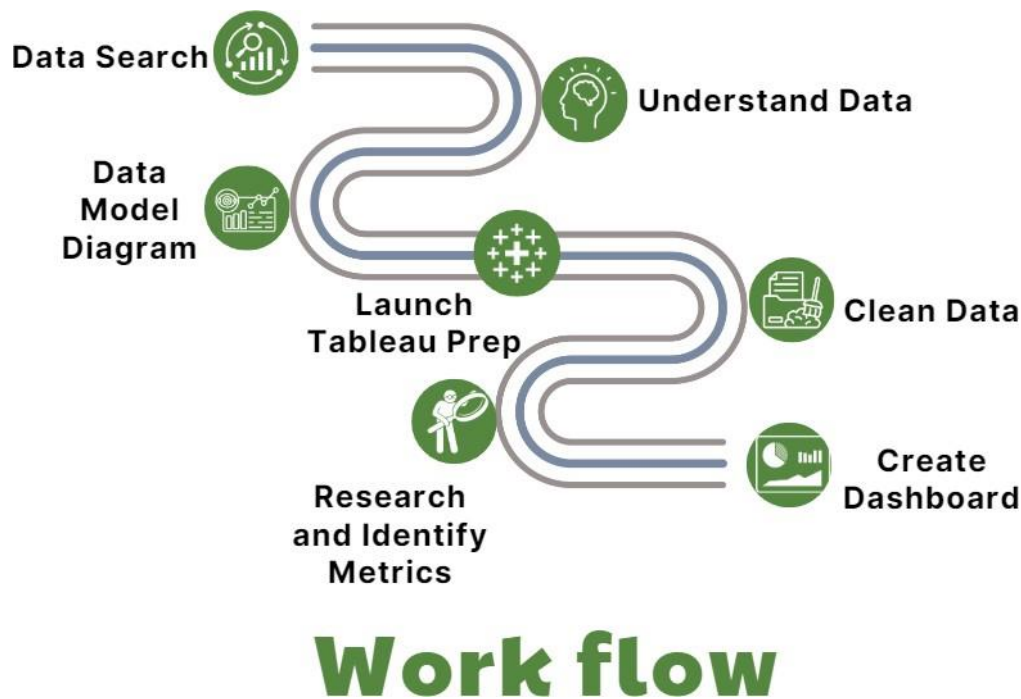 Data Search
Understand Data
Data
Model
Diagram
Launch
Tableau Prep
Clean Data
Research
and Identify
Metrics
Create
Dashboard
Work flow